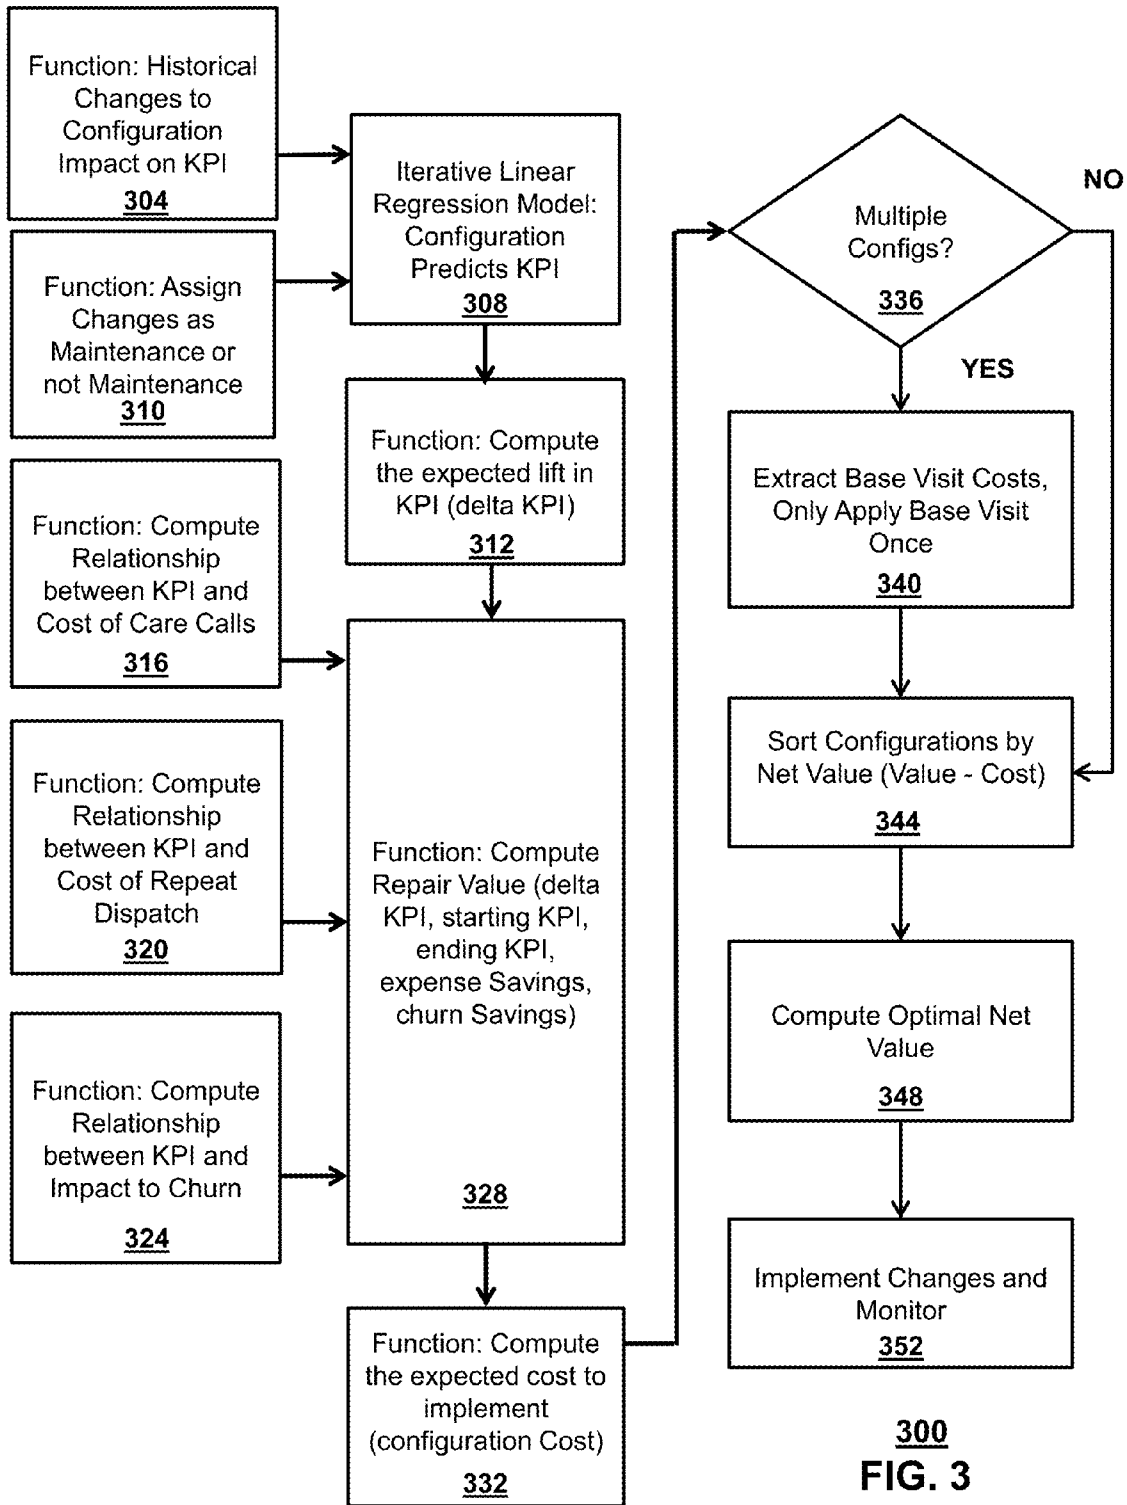 Function: Historical
Changes to
Configuration
Impact on KPI
304
Function: Assign
Changes as
Maintenance or
not Maintenance
310
Function: Compute
Relationship
between KPI and
Cost of Care Calls
316
Function: Compute
Relationship
between KPI and
Cost of Repeat
Dispatch
320
Function: Compute
Relationship
between KPI and
Impact to Churn
324
Iterative Linear
Regression Model:
Configuration
Predicts KPI
308
Function: Compute
the expected lift in
KPI (delta KPI)
312
Function: Compute
Repair Value (delta
KPI, starting KPI,
ending KPI,
expense Savings,
churn Savings)
328
Function: Compute
the expected cost to
implement
(configuration Cost)
332
Multiple
Configs?
336
NO
YES
Extract Base Visit Costs,
Only Apply Base Visit
Once
340
Sort Configurations by
Net Value (Value - Cost)
344
Compute Optimal Net
Value
348
Implement Changes and
Monitor
352
300
FIG. 3